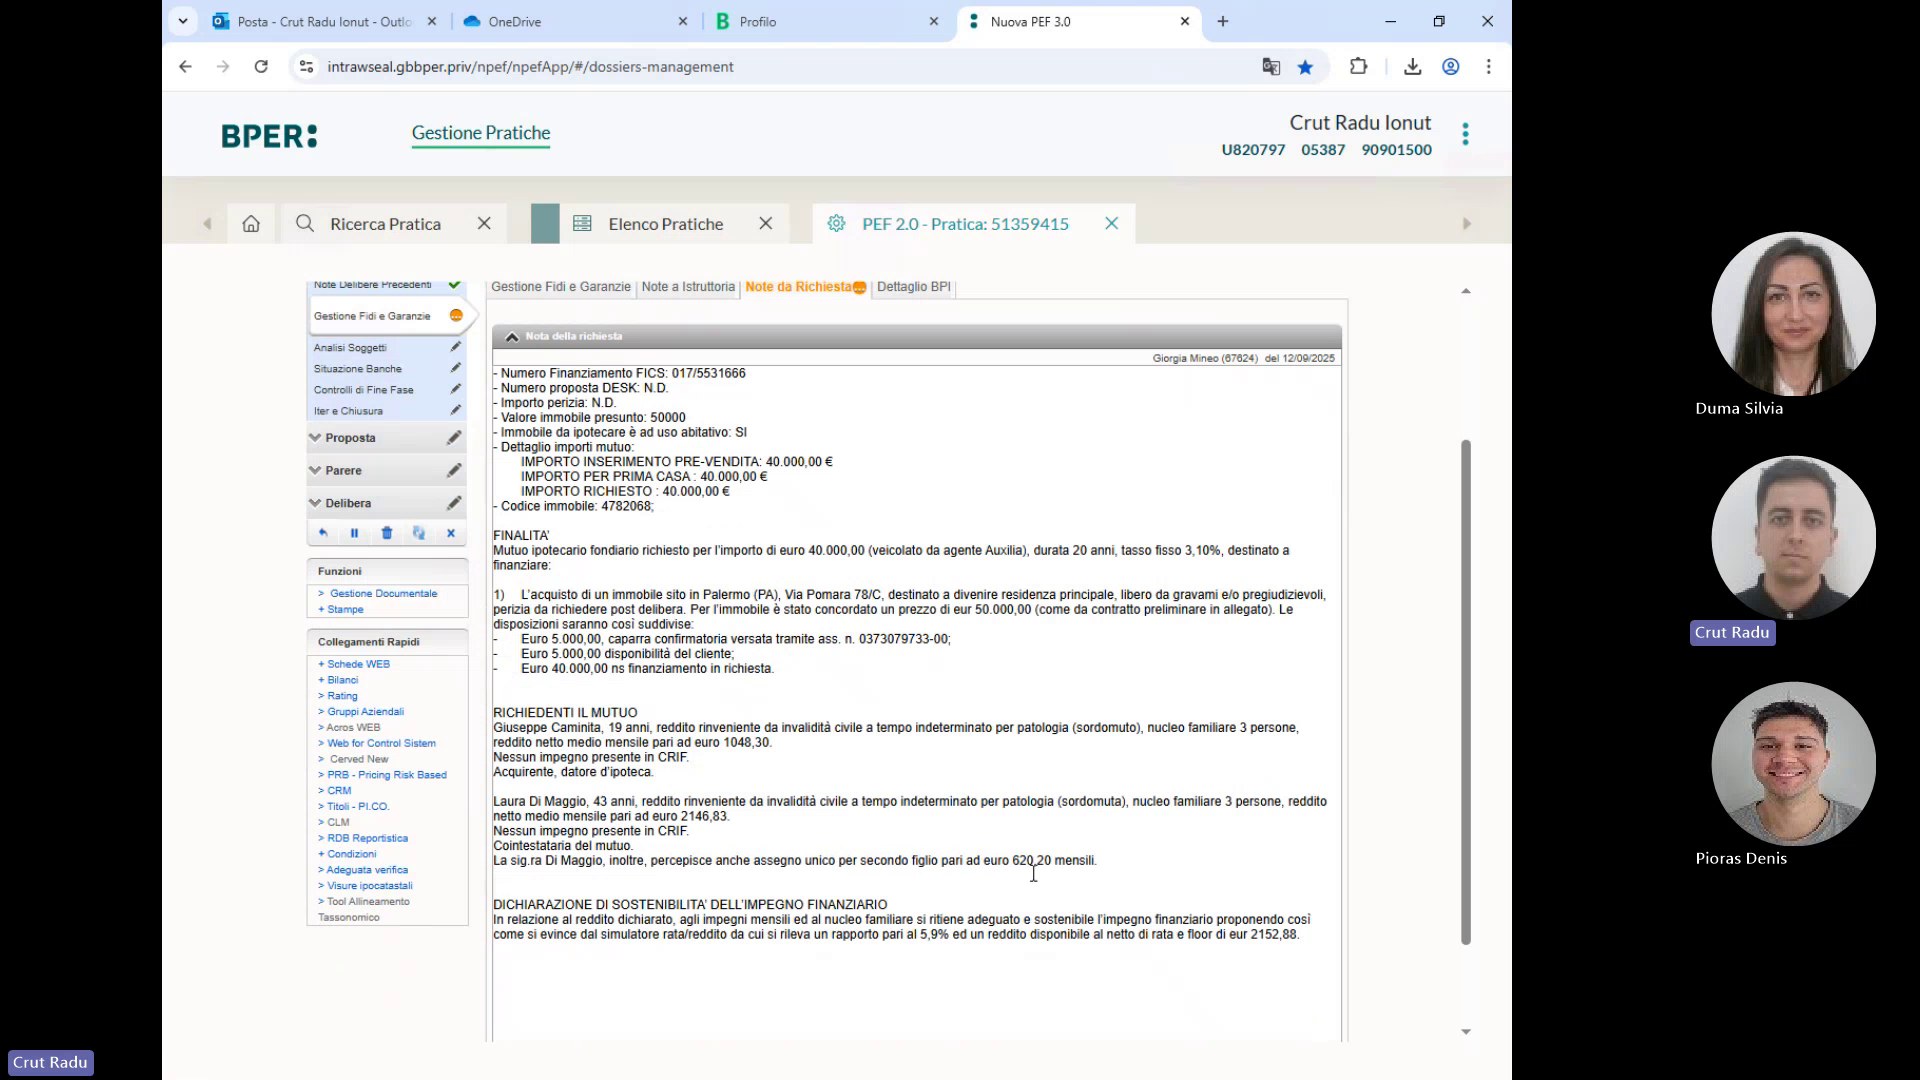 Posta - Crut Radu Ionut - Outlo
OneDrive
Profilo
Nuova PEF 3.0
intrawseal.gbbper.priv/npef/npefApp/#/dossiers-management
BPER:
Gestione Pratiche
Crut Radu Ionut
U820797 05387 90901500
Ricerca Pratica
Elenco Pratiche
PEF 2.0 - Pratica: 51359415
Note Delibere Precedenti
Gestione Fidi e Garanzie
Analisi Soggetti
Situazione Banche
Controlli di Fine Fase
Iter e Chiusura
Proposta
Parere
Delibera
Funzioni
> Gestione Documentale
+ Stampe
Collegamenti Rapidi
+ Schede WEB
+ Bilanci
> Rating
> Gruppi Aziendali
> Acros WEB
> Web for Control Sistem
> Cerved New
> PRB - Pricing Risk Based
> CRM
> Titoli - PI.CO.
> CLM
> RDB Reportistica
+ Condizioni
> Adeguata verifica
> Visure ipocatastali
> Tool Allineamento
Tassonomico
Gestione Fidi e Garanzie
Note a Istruttoria
Note da Richiesta
Dettaglio BPI
Nota della richiesta
Giorgia Mineo (67624) del 12/09/2025
- Numero Finanziamento FICS: 017/5531666
- Numero proposta DESK: N.D.
- Importo perizia: N.D.
- Valore immobile presunto: 50000
- Immobile da ipotecare è ad uso abitativo: SI
- Dettaglio importi mutuo:
IMPORTO INSERIMENTO PRE-VENDITA: 40.000,00 €
IMPORTO PER PRIMA CASA : 40.000,00 €
IMPORTO RICHIESTO : 40.000,00 €
- Codice immobile: 4782068;
FINALITA'
Mutuo ipotecario fondiario richiesto per l'importo di euro 40.000,00 (veicolato da agente Auxilia), durata 20 anni, tasso fisso 3,10%, destinato a
finanziare:
1) L'acquisto di un immobile sito in Palermo (PA), Via Pomara 78/C, destinato a divenire residenza principale, libero da gravami e/o pregiudizievoli,
perizia da richiedere post delibera. Per l'immobile è stato concordato un prezzo di eur 50.000,00 (come da contratto preliminare in allegato). Le
disposizioni saranno così suddivise:
- Euro 5.000,00, caparra confirmatoria versata tramite ass. n. 0373079733-00;
- Euro 5.000,00 disponibilità del cliente;
- Euro 40.000,00 ns finanziamento in richiesta.
RICHIEDENTI IL MUTUO
Giuseppe Caminita, 19 anni, reddito rinveniente da invalidità civile a tempo indeterminato per patologia (sordomuto), nucleo familiare 3 persone,
reddito netto medio mensile pari ad euro 1048,30.
Nessun impegno presente in CRIF.
Acquirente, datore d'ipoteca.
Laura Di Maggio, 43 anni, reddito rinveniente da invalidità civile a tempo indeterminato per patologia (sordomuta), nucleo familiare 3 persone, reddito
netto medio mensile pari ad euro 2146,83.
Nessun impegno presente in CRIF.
Cointestataria del mutuo.
La sig.ra Di Maggio, inoltre, percepisce anche assegno unico per secondo figlio pari ad euro 620,20 mensili.
DICHIARAZIONE DI SOSTENIBILITA' DELL'IMPEGNO FINANZIARIO
In relazione al reddito dichiarato, agli impegni mensili ed al nucleo familiare si ritiene adeguato e sostenibile l'impegno finanziario proponendo così
come si evince dal simulatore rata/reddito da cui si rileva un rapporto pari al 5,9% ed un reddito disponibile al netto di rata e floor di eur 2152,88.
Duma Silvia
Crut Radu
Pioras Denis
Crut Radu